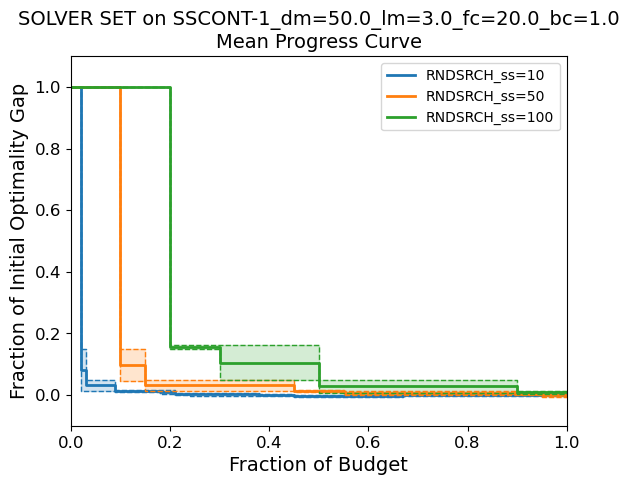 SOLVER SET on SSCONT-1_dm=50.0_lm=3.0_fc=20.0_bc=1.0
Mean Progress Curve
RNDSRCH_ss=10
RNDSRCH_ss=50
RNDSRCH_ss=100
Fraction of Initial Optimality Gap
1.0
0.8
0.6
0.4
0.2
0.0
0.0 0.2 0.4 0.6 0.8 1.0
Fraction of Budget